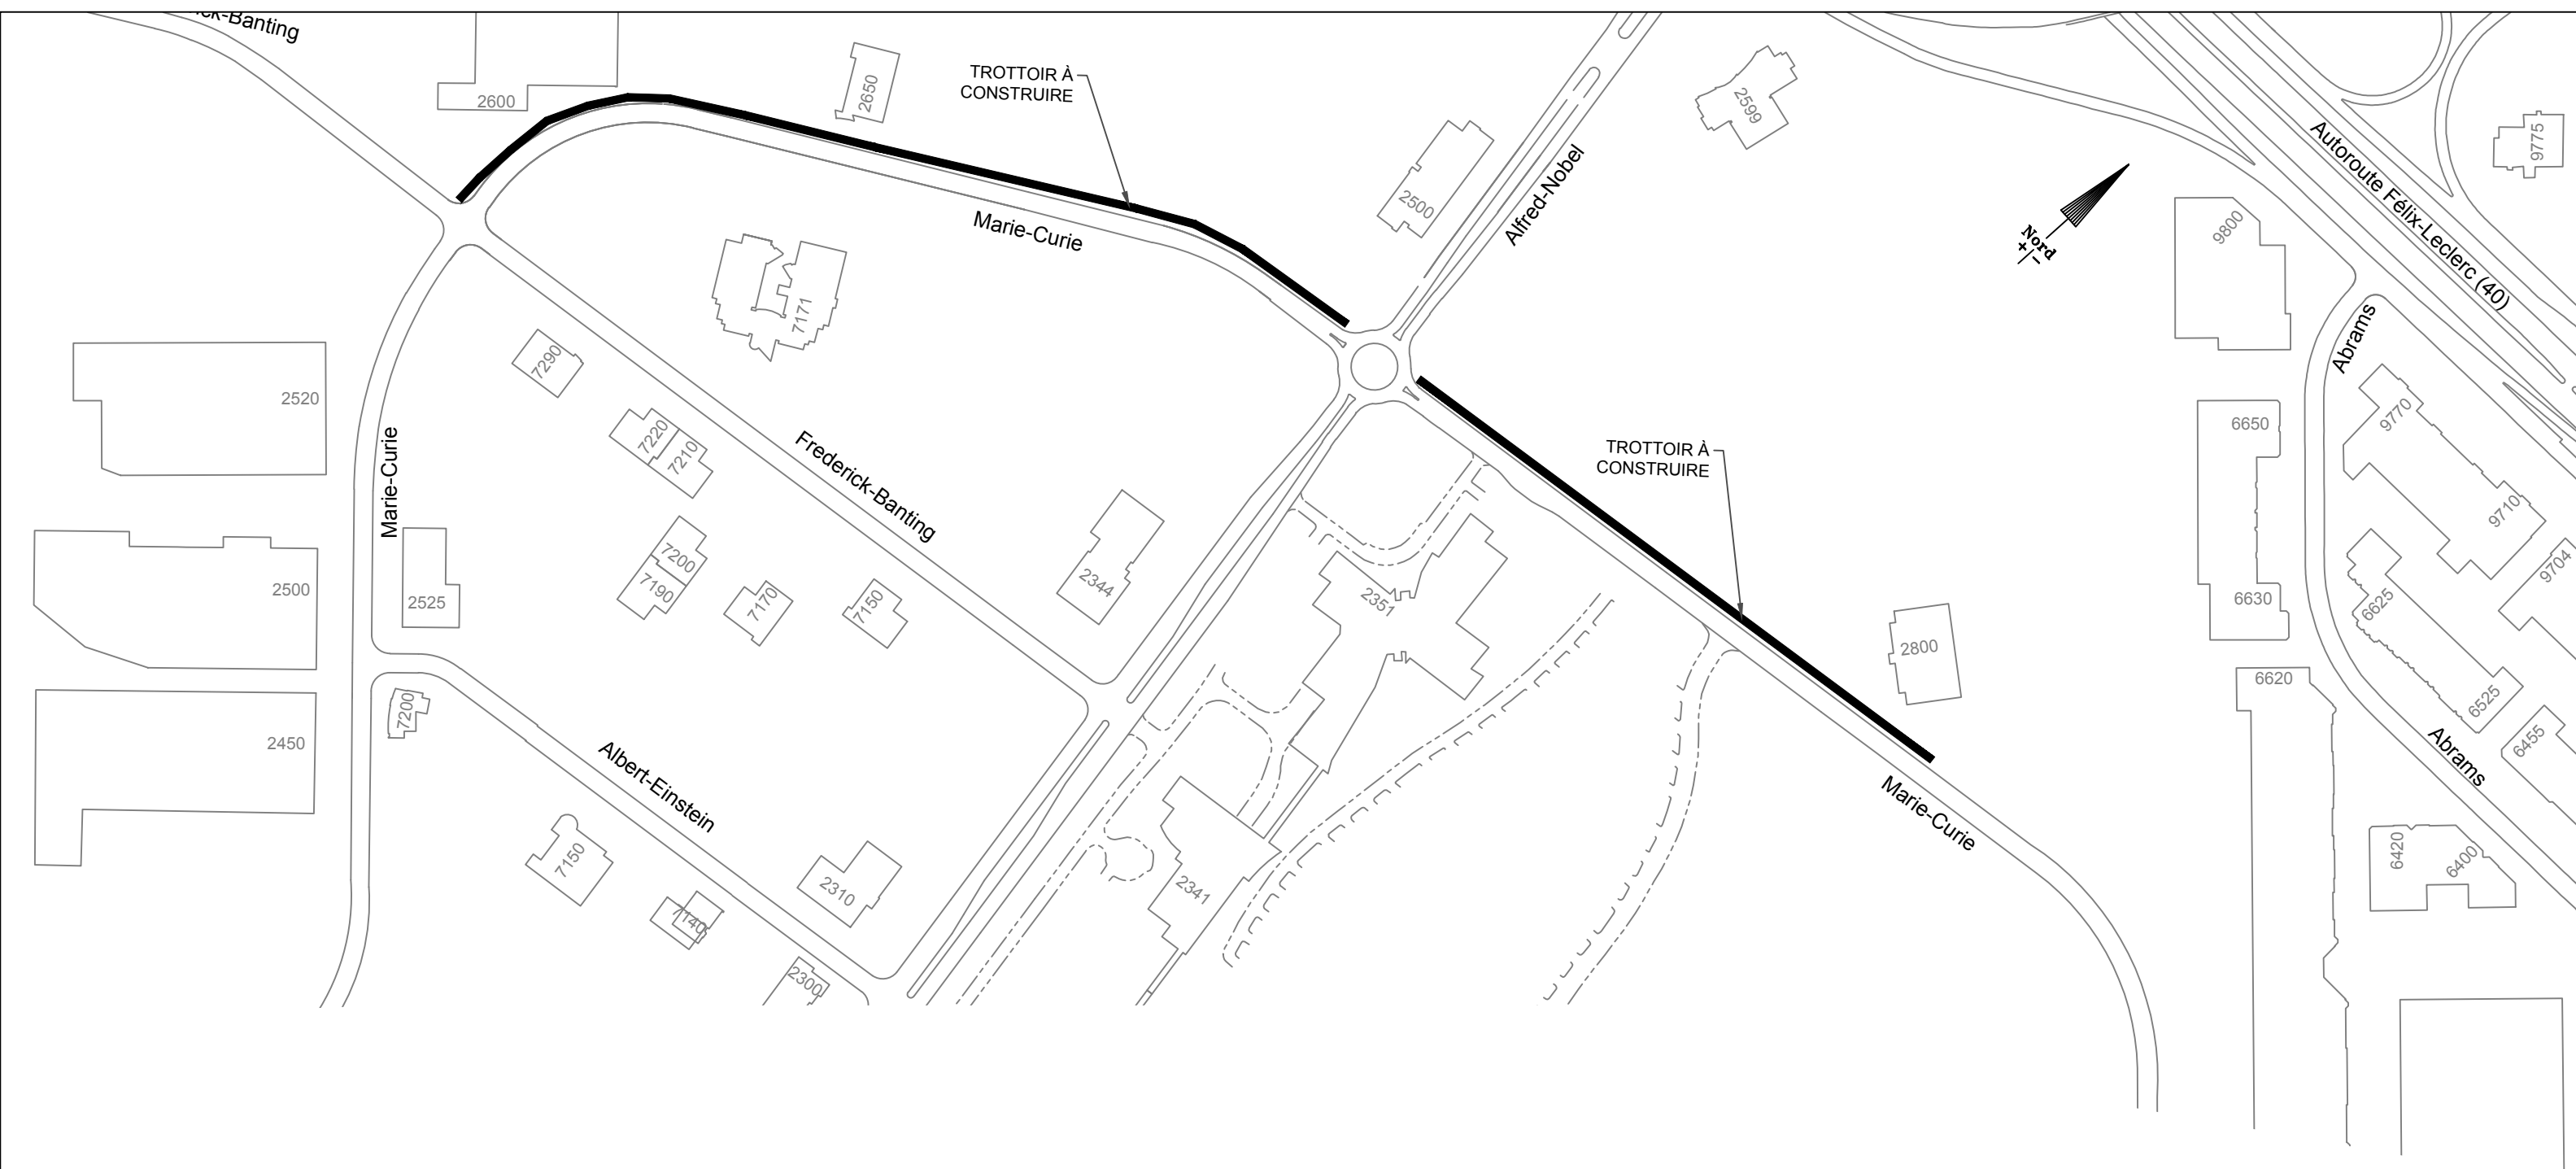 ck-Banting
2600
2650
TROTTOIR À
CONSTRUIRE
Marie-Curie
2500
Alfred-Nobel
2599
Nord
Autoroute Félix-Leclerc (40)
9775
9800
Abrams
7171
7290
2520
Marie-Curie
7220
7210
Frederick-Banting
TROTTOIR À
CONSTRUIRE
6650
9770
9710
9704
2500
2525
7200
7190
7170
7150
2344
2351
2800
6630
6625
6620
6525
6455
7200
2450
Albert-Einstein
Marie-Curie
Abrams
7150
7140
2310
2300
2341
6420
6400